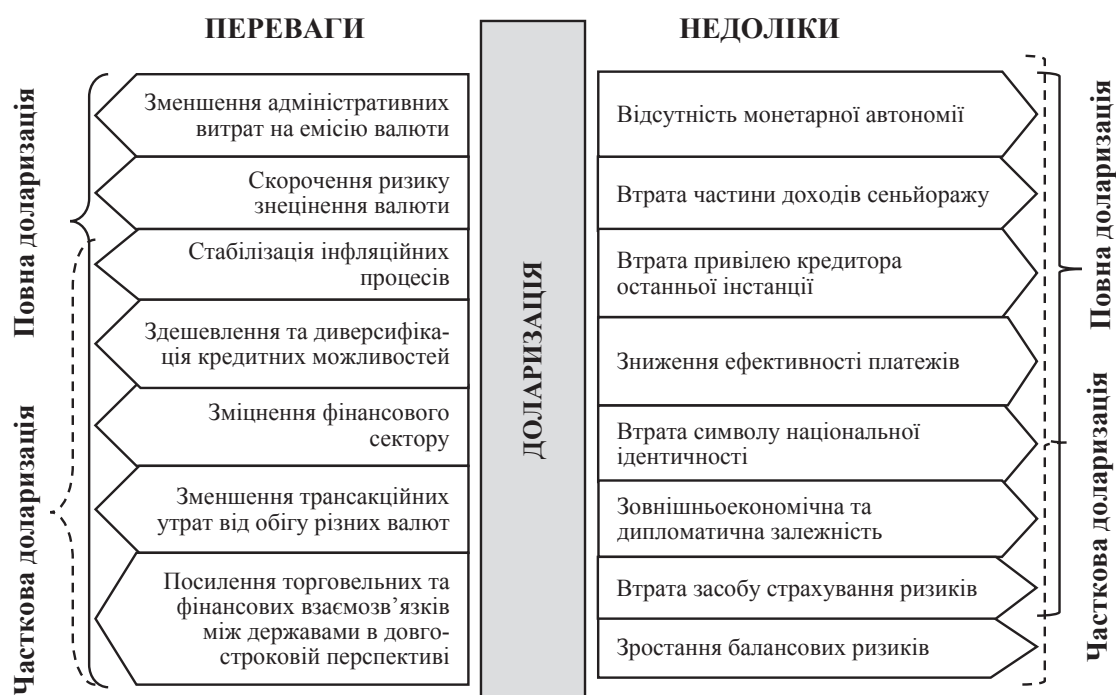 ПЕРЕВАГИ
НЕДОЛІКИ
Повна доларизація
Часткова доларизація
Зменшення адміністративних
витрат на емісію валюти
Скорочення ризику
знецінення валюти
Стабілізація інфляційних
процесів
Здешевлення та диверсифіка-
ція кредитних можливостей
Зміцнення фінансового
сектору
Зменшення трансакційних
утрат від обігу різних валют
Посилення торговельних та
фінансових взаємозв’язків
між державами в довго-
строковій перспективі
ДОЛАРИЗАЦІЯ
Відсутність монетарної автономії
Втрата частини доходів сеньйоражу
Втрата привілею кредитора
останньої інстанції
Зниження ефективності платежів
Втрата символу національної
ідентичності
Зовнішньоекономічна та
дипломатична залежність
Втрата засобу страхування ризиків
Зростання балансових ризиків
Повна доларизація
Часткова доларизація